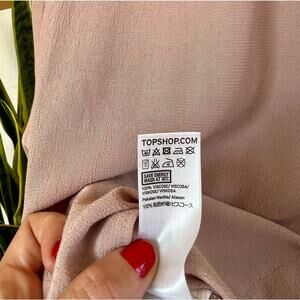 TOPSHOP.COM
SAVE ENERGY
WASH AT 30°C
100% VISCOSE/ VISCOSA/
VISKOSE/ VISKOSA
Pakaian Wanita/ Atasan